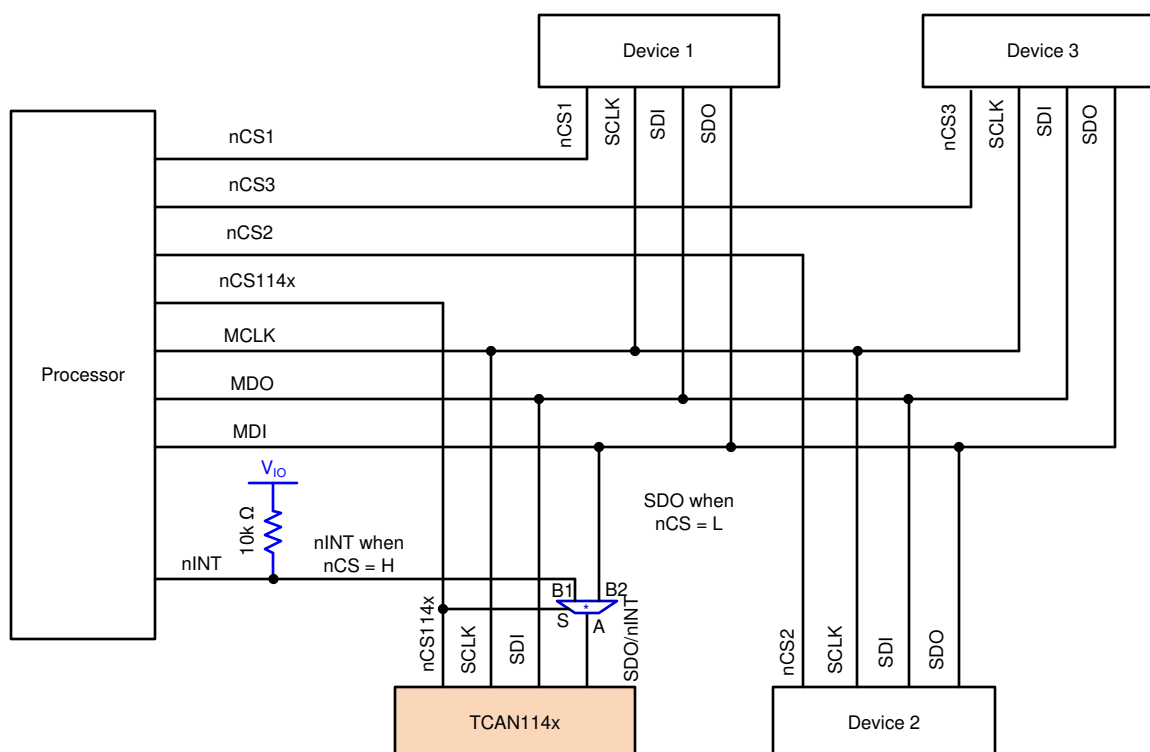 Device 1
Device 3
nCS1
SCLK
SDI
SDO
nCS3
SCLK
SDI
SDO
Processor
nCS1
nCS3
nCS2
nCS114x
MCLK
MDO
MDI
VIO
10k Ω
nINT
nINT when
nCS = H
SDO when
nCS = L
B1
B2
*
S
A
nCS114x
SCLK
SDI
SDO/nINT
nCS2
SCLK
SDI
SDO
TCAN114x
Device 2